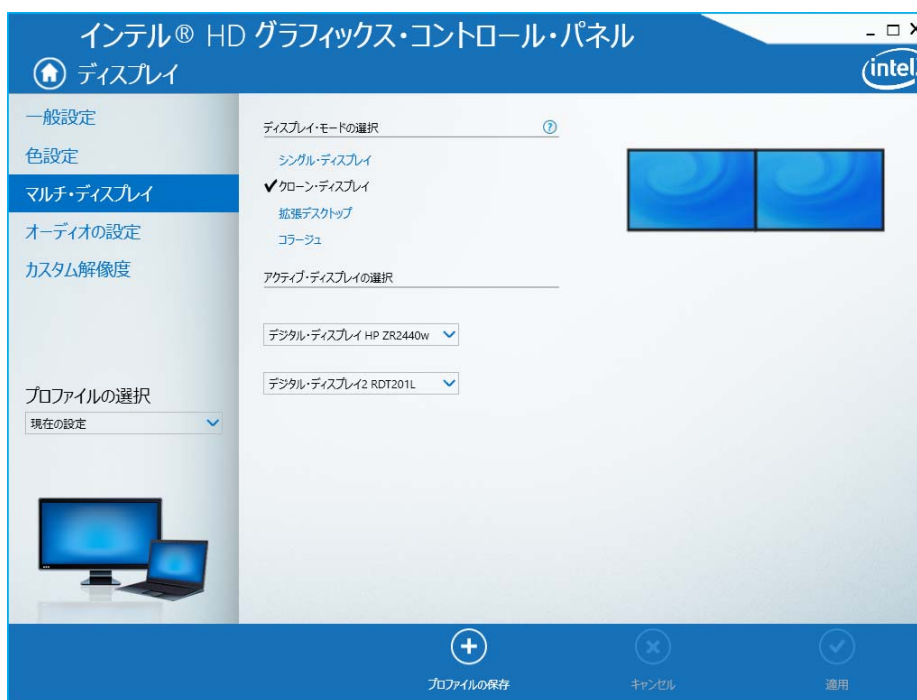 インテル® HD グラフィックス・コントロール・パネル
ディスプレイ
intel
一般設定
色設定
マルチ・ディスプレイ
オーディオの設定
カスタム解像度
プロファイルの選択
現在の設定
ディスプレイ・モードの選択
シングル・ディスプレイ
クローン・ディスプレイ
拡張デスクトップ
コラージュ
アクティブ・ディスプレイの選択
デジタル・ディスプレイ HP ZR2440w
デジタル・ディスプレイ2 RDT201L
プロファイルの保存
キャンセル
適用